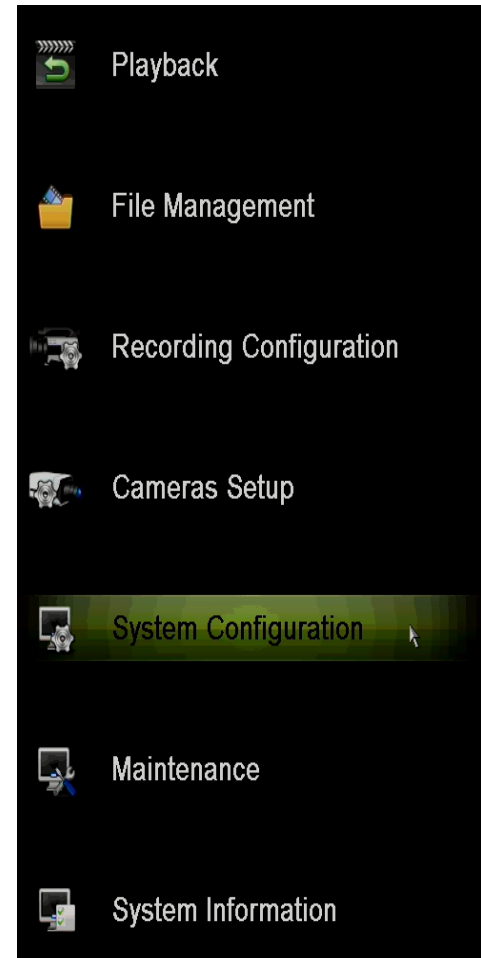 Playback
File Management
Recording Configuration
Cameras Setup
System Configuration
Maintenance
System Information